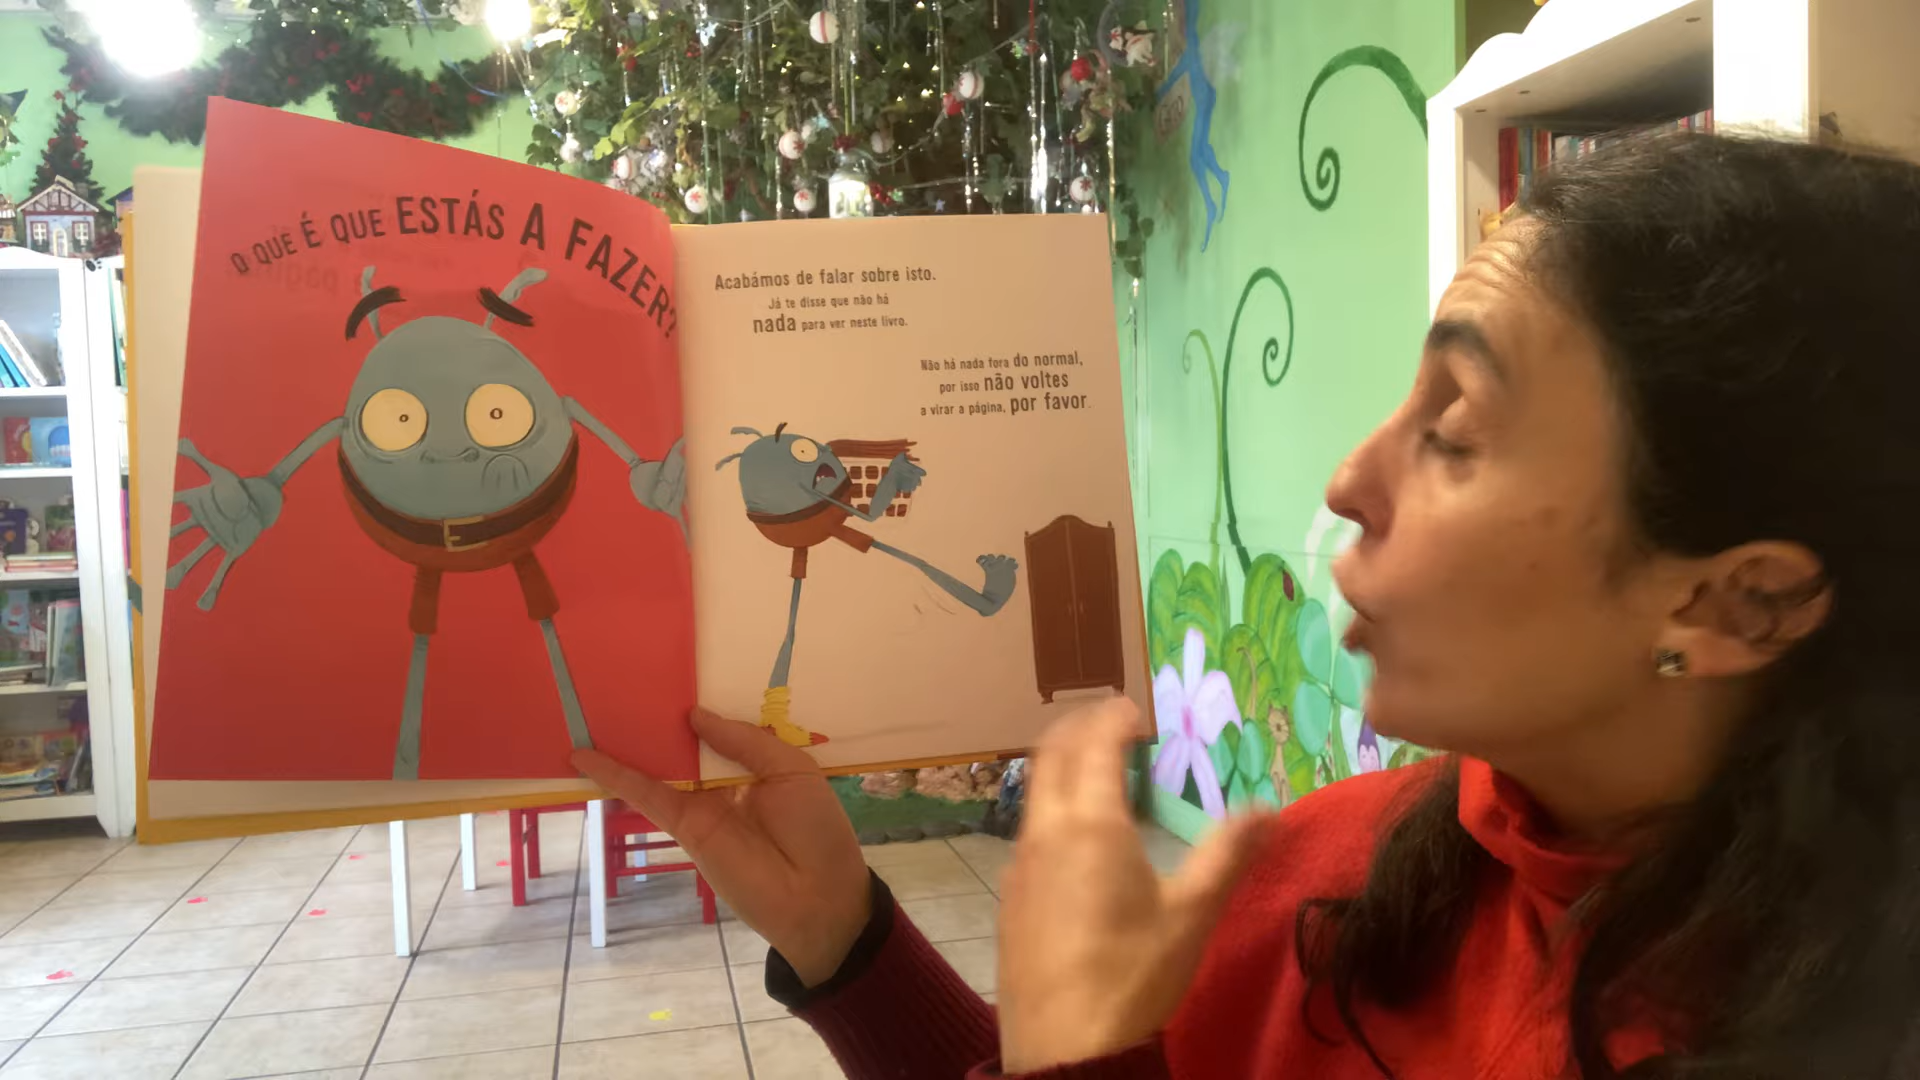 O QUE É QUE ESTÁS A FAZER?
Acabámos de falar sobre isto.
Já te disse que não há
nada para ver neste livro.
Não há nada fora do normal,
por isso não voltes
a virar a página, por favor.